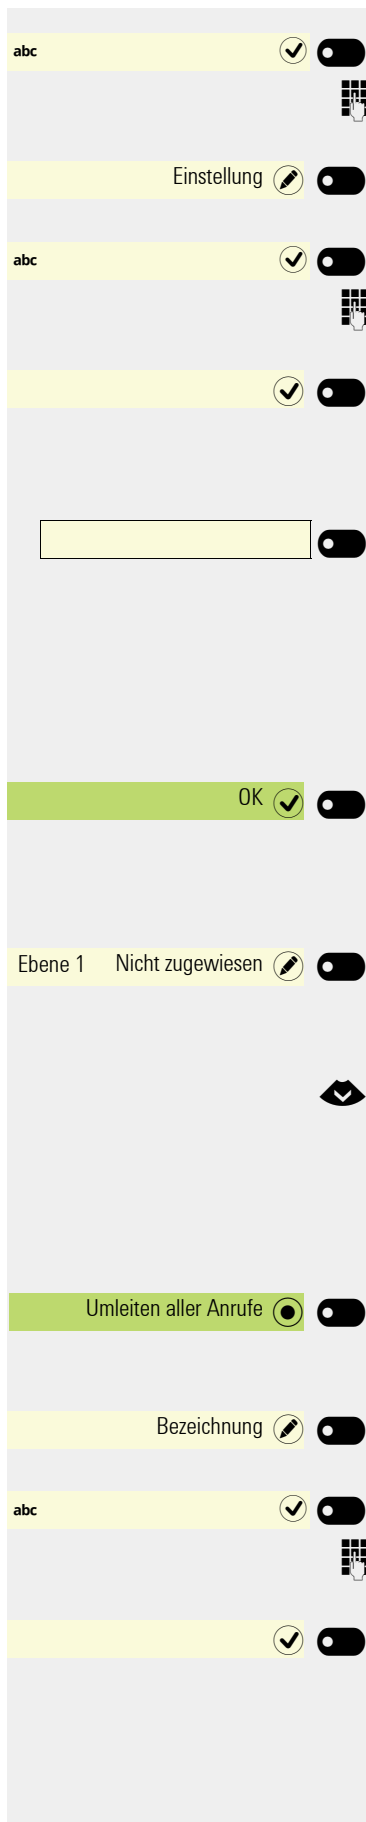 abc
Einstellung
abc
OK
Ebene 1 Nicht zugewiesen
Umleiten aller Anrufe
Bezeichnung
abc